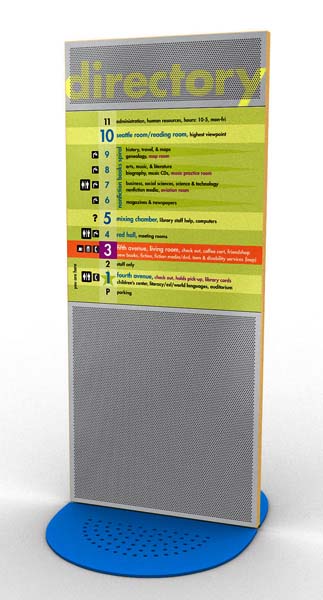 directory
11 administration, human resources, hours: 10-5, mon-fri
10 seattle room/reading room, highest viewpoint
nonfiction books spiral
9 history, travel, & maps
genealogy, map room
8 arts, music, & literature
biography, music CDs, music practice room
7 business, social sciences, science & technology
nonfiction media, aviation room
6 magazines & newspapers
? 5 mixing chamber, library staff help, computers
4 red hall, meeting rooms
3 fifth avenue, living room, check out, coffee cart, friendshop
new books, fiction, fiction media/dvd, teen & disability services (leap)
2 staff only
you are here
1 fourth avenue, check out, holds pick-up, library cards
children's center, literacy/esl/world languages, auditorium
P parking